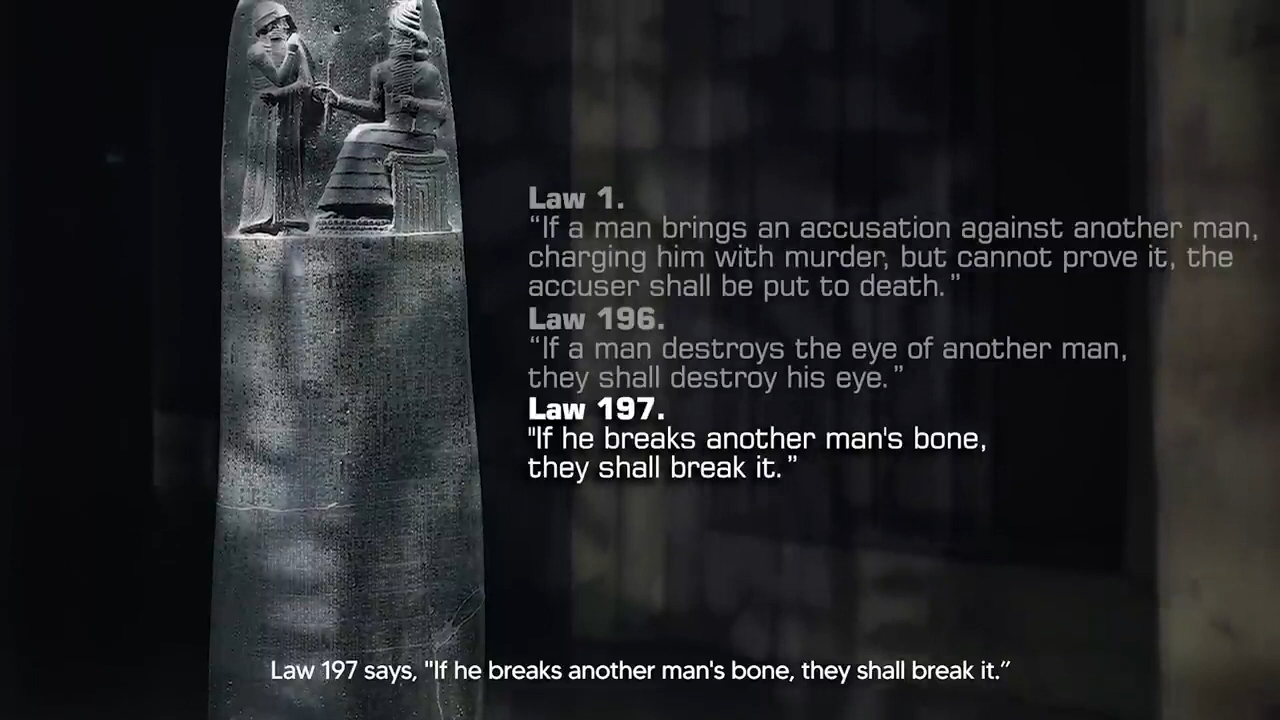 Law 1.
“If a man brings an accusation against another man,
charging him with murder, but cannot prove it, the
accuser shall be put to death.”
Law 196.
“If a man destroys the eye of another man,
they shall destroy his eye.”
Law 197.
"If he breaks another man's bone,
they shall break it.”
Law 197 says, "If he breaks another man's bone, they shall break it.”